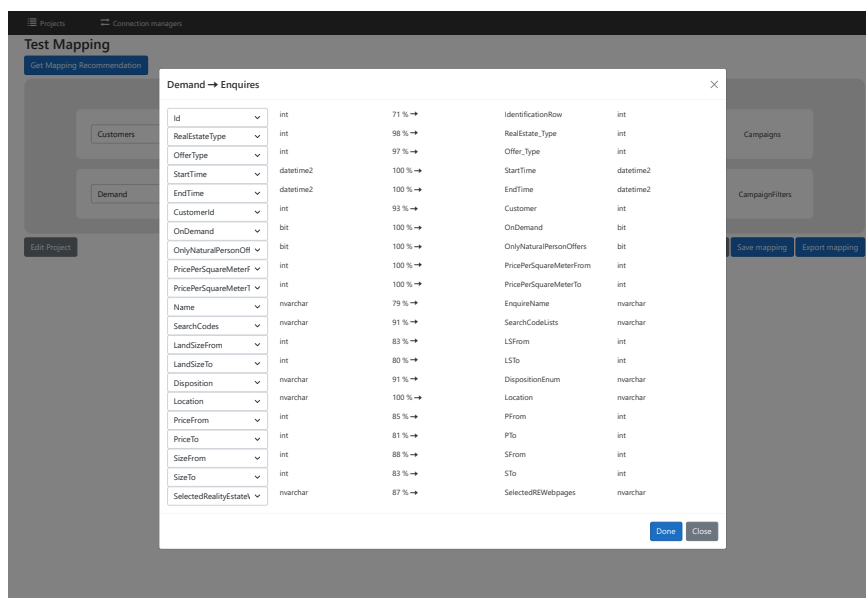 Projects Connection managers
Test Mapping
Get Mapping Recommendation
Demand → Enquires
Id int 71 % → IdentificationRow int
RealEstateType int 98 % → RealEstate_Type int
OfferType int 97 % → Offer_Type int
StartTime datetime2 100 % → StartTime datetime2
EndTime datetime2 100 % → EndTime datetime2
CustomerId int 93 % → Customer int
OnDemand bit 100 % → OnDemand bit
OnlyNaturalPersonOff bit 100 % → OnlyNaturalPersonOffers bit
PricePerSquareMeterF int 100 % → PricePerSquareMeterFrom int
PricePerSquareMeterT int 100 % → PricePerSquareMeterTo int
Name nvarchar 79 % → EnquireName nvarchar
SearchCodes nvarchar 91 % → SearchCodeLists nvarchar
LandSizeFrom int 83 % → LSFrom int
LandSizeTo int 80 % → LSTo int
Disposition nvarchar 91 % → DispositionEnum nvarchar
Location nvarchar 100 % → Location nvarchar
PriceFrom int 85 % → PFrom int
PriceTo int 81 % → PTo int
SizeFrom int 88 % → SFrom int
SizeTo int 83 % → STo int
SelectedRealityEstateW nvarchar 87 % → SelectedREWebpages nvarchar
Done Close
Customers Campaigns
Demand CampaignFilters
Edit Project Save mapping Export mapping